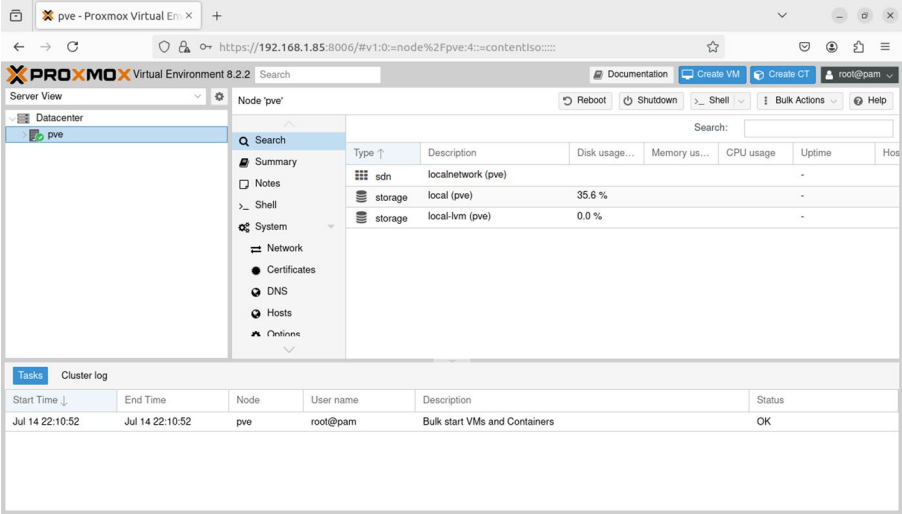 pve - Proxmox Virtual En
https://192.168.1.85:8006/#v1:0:=node%2Fpve:4::=contentIso:::::
PROXMOX Virtual Environment 8.2.2 Search
Documentation Create VM Create CT root@pam
Server View
Node 'pve' Reboot Shutdown Shell Bulk Actions Help
Datacenter
pve
Search
Summary
Notes
Shell
System
Network
Certificates
DNS
Hosts
Options
Search:
Type Description Disk usage... Memory us... CPU usage Uptime Hos
sdn localnetwork (pve) -
storage local (pve) 35.6 % -
storage local-lvm (pve) 0.0 % -
Tasks Cluster log
Start Time End Time Node User name Description Status
Jul 14 22:10:52 Jul 14 22:10:52 pve root@pam Bulk start VMs and Containers OK